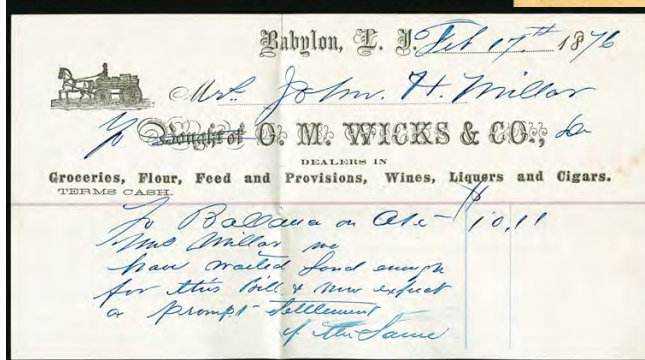 Babylon, L. I. Feb 17th 1876
Mrs. John. H. Millar
To Bought of O. M. WICKS & CO., Dr
DEALERS IN
Groceries, Flour, Feed and Provisions, Wines, Liquors and Cigars.
TERMS CASH.
To Ballance on Acc $10.11
Mrs Millar we
have waited long enough
for this Bill & now expect
a prompt Settlement
of the Same